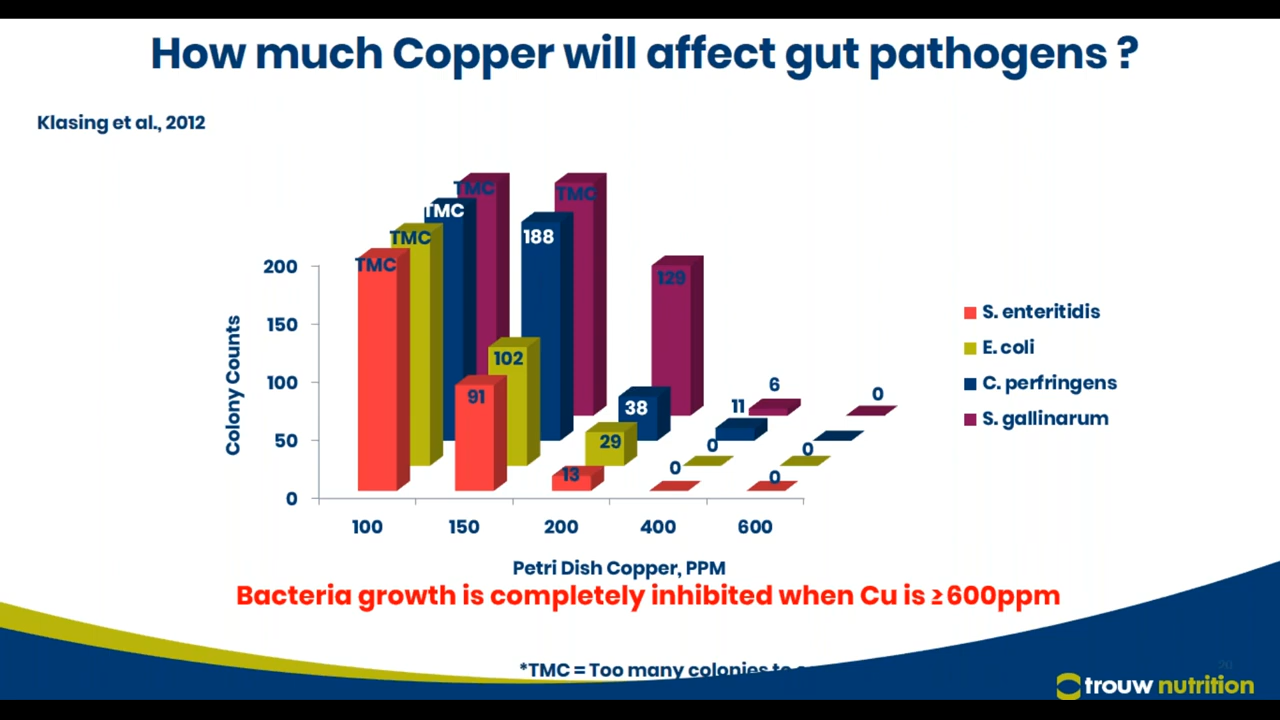 How much Copper will affect gut pathogens ?
Klasing et al., 2012
TMC
TMC
TMC
TMC
TMC
188
129
200
150
100
50
0
Colony Counts
102
91
38
29
13
11
6
0
0
0
0
0
100 150 200 400 600
Petri Dish Copper, PPM
S. enteritidis
E. coli
C. perfringens
S. gallinarum
Bacteria growth is completely inhibited when Cu is ≥600ppm
*TMC = Too many colonies to
20
trouw nutrition